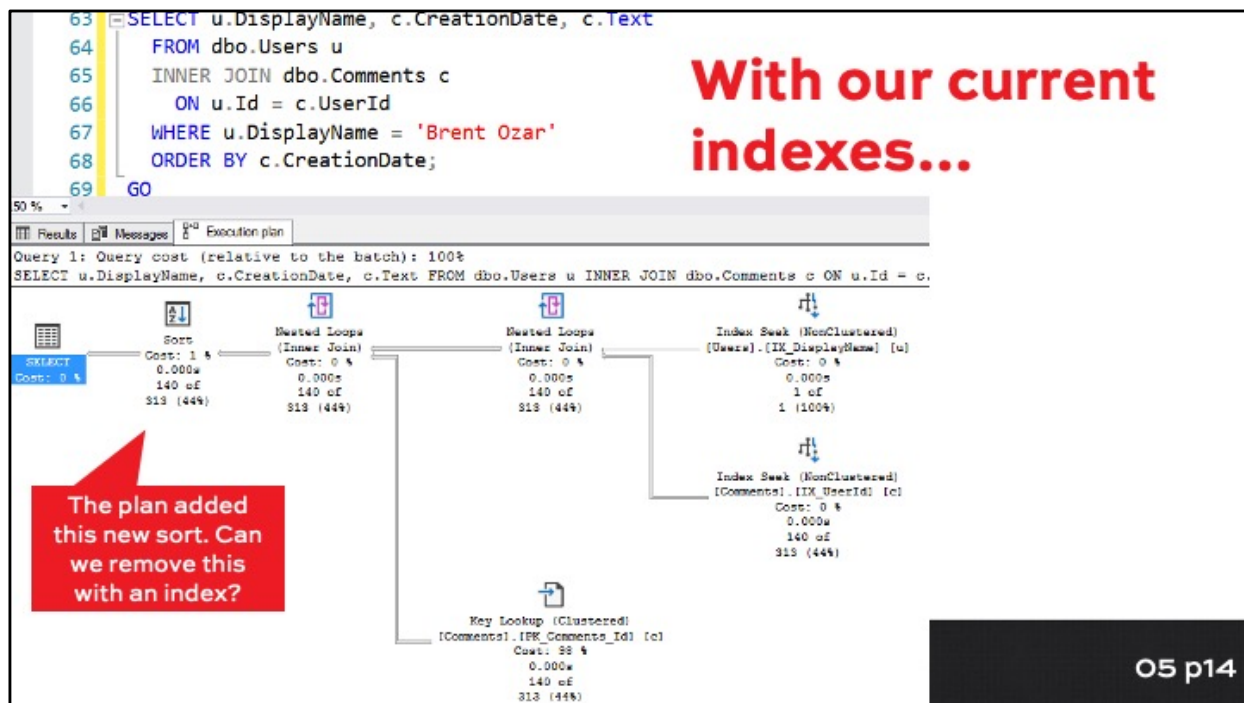 63 SELECT u.DisplayName, c.CreationDate, c.Text
64 FROM dbo.Users u
65 INNER JOIN dbo.Comments c
66 ON u.Id = c.UserId
67 WHERE u.DisplayName = 'Brent Ozar'
68 ORDER BY c.CreationDate;
69 GO
With our current
indexes...
50 %
Results Messages Execution plan
Query 1: Query cost (relative to the batch): 100%
SELECT u.DisplayName, c.CreationDate, c.Text FROM dbo.Users u INNER JOIN dbo.Comments c ON u.Id = c.
SELECT
Cost: 0 %
Sort
Cost: 1 %
0.000s
140 of
313 (44%)
Nested Loops
(Inner Join)
Cost: 0 %
0.000s
140 of
313 (44%)
Nested Loops
(Inner Join)
Cost: 0 %
0.000s
140 of
313 (44%)
Index Seek (NonClustered)
[Users].[IX_DisplayName] [u]
Cost: 0 %
0.000s
1 of
1 (100%)
Index Seek (NonClustered)
[Comments].[IX_UserId] [c]
Cost: 0 %
0.000s
140 of
313 (44%)
The plan added
this new sort. Can
we remove this
with an index?
Key Lookup (Clustered)
[Comments].[PK_Comments_Id] [c]
Cost: 98 %
0.000s
140 of
313 (44%)
05 p14